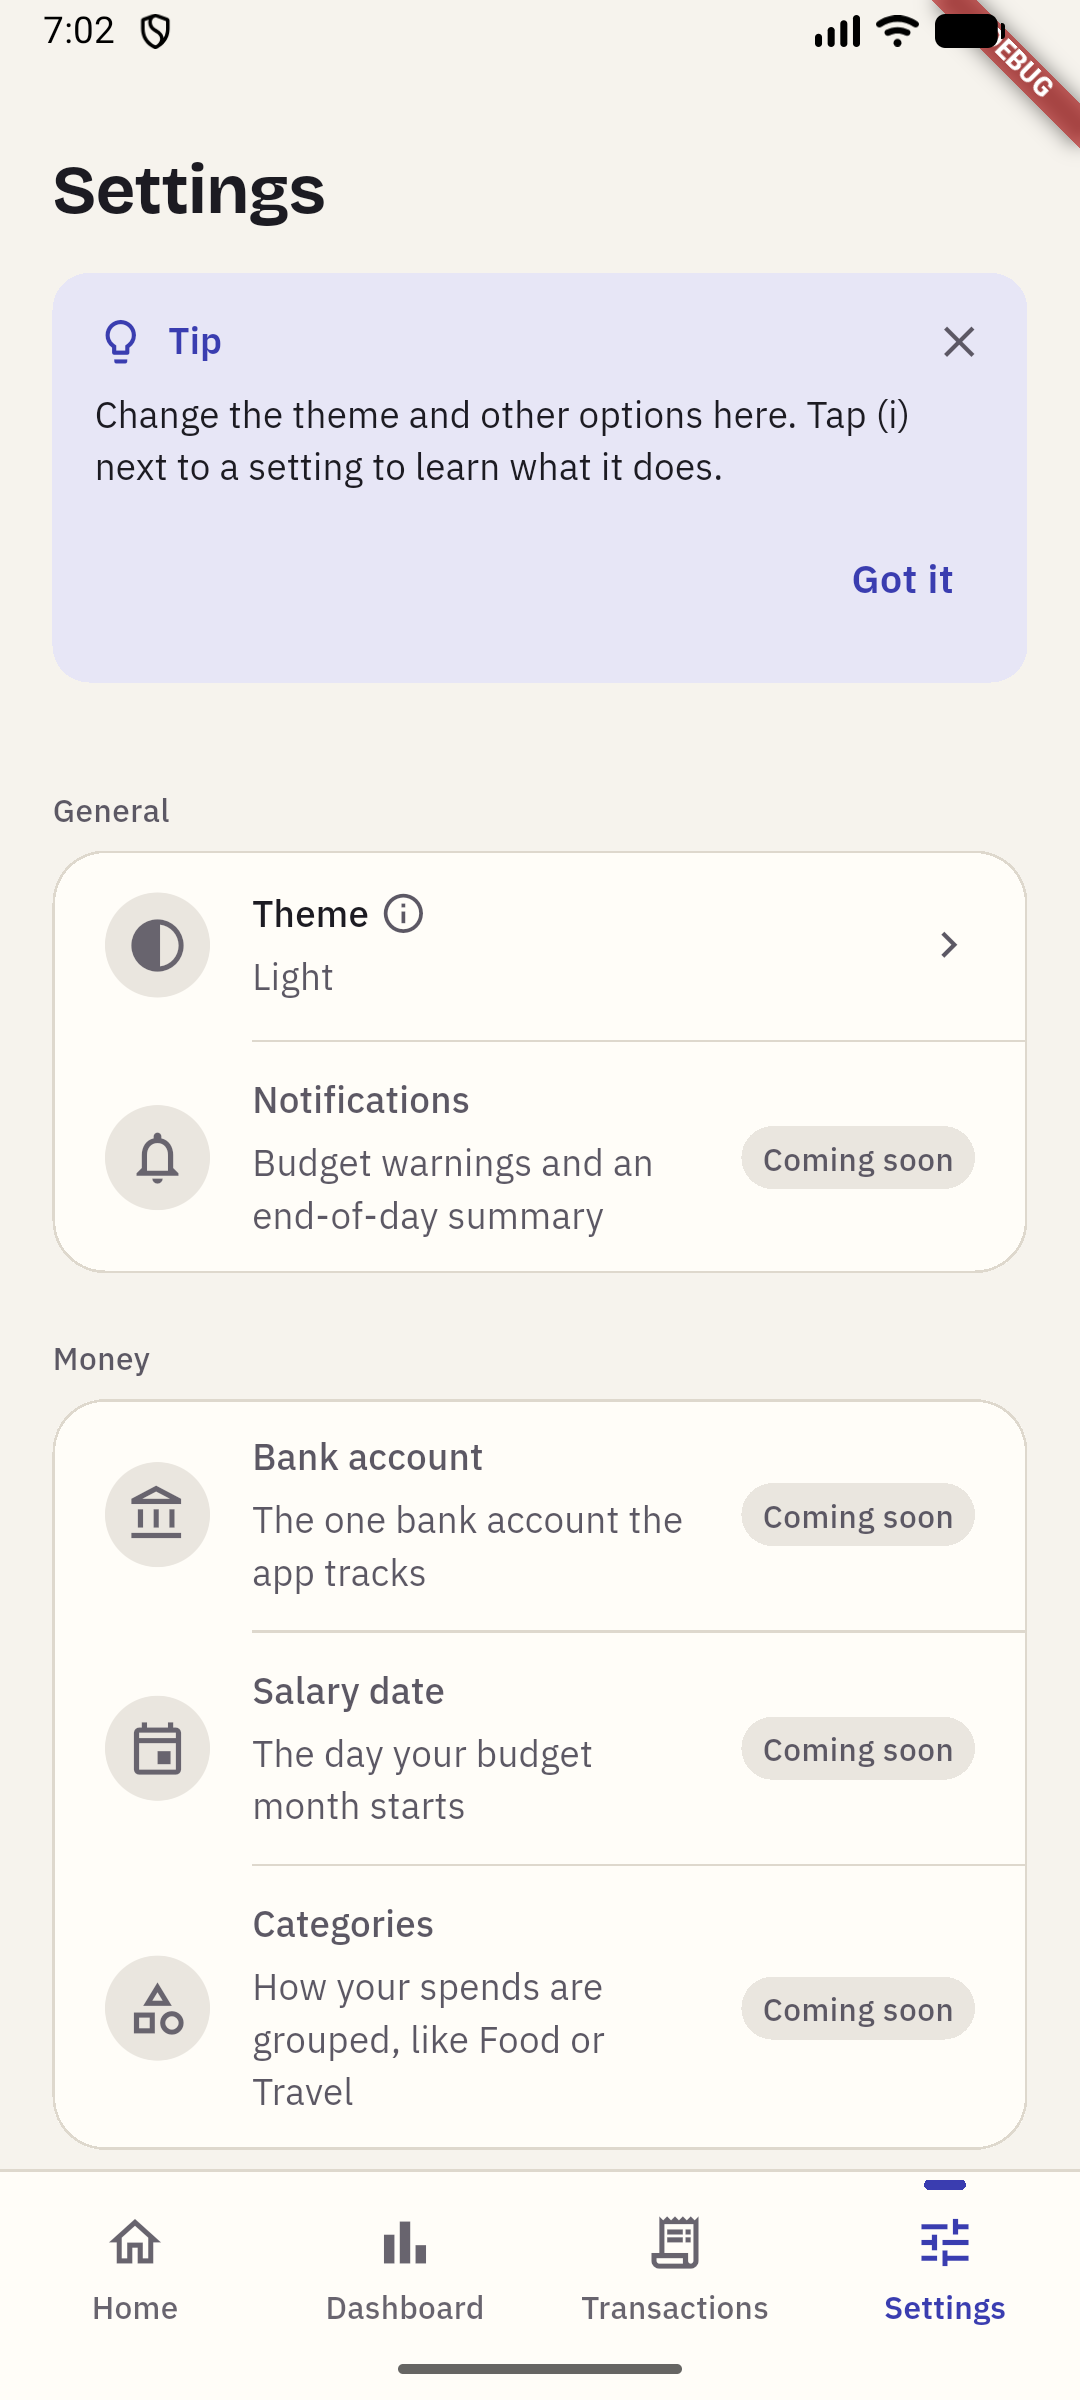 7:02
EBUG
Settings
Tip
Change the theme and other options here. Tap (i)
next to a setting to learn what it does.
Got it
General
Theme
Light
Notifications
Budget warnings and an
end-of-day summary
Coming soon
Money
Bank account
The one bank account the
app tracks
Coming soon
Salary date
The day your budget
month starts
Coming soon
Categories
How your spends are
grouped, like Food or
Travel
Coming soon
Home
Dashboard
Transactions
Settings